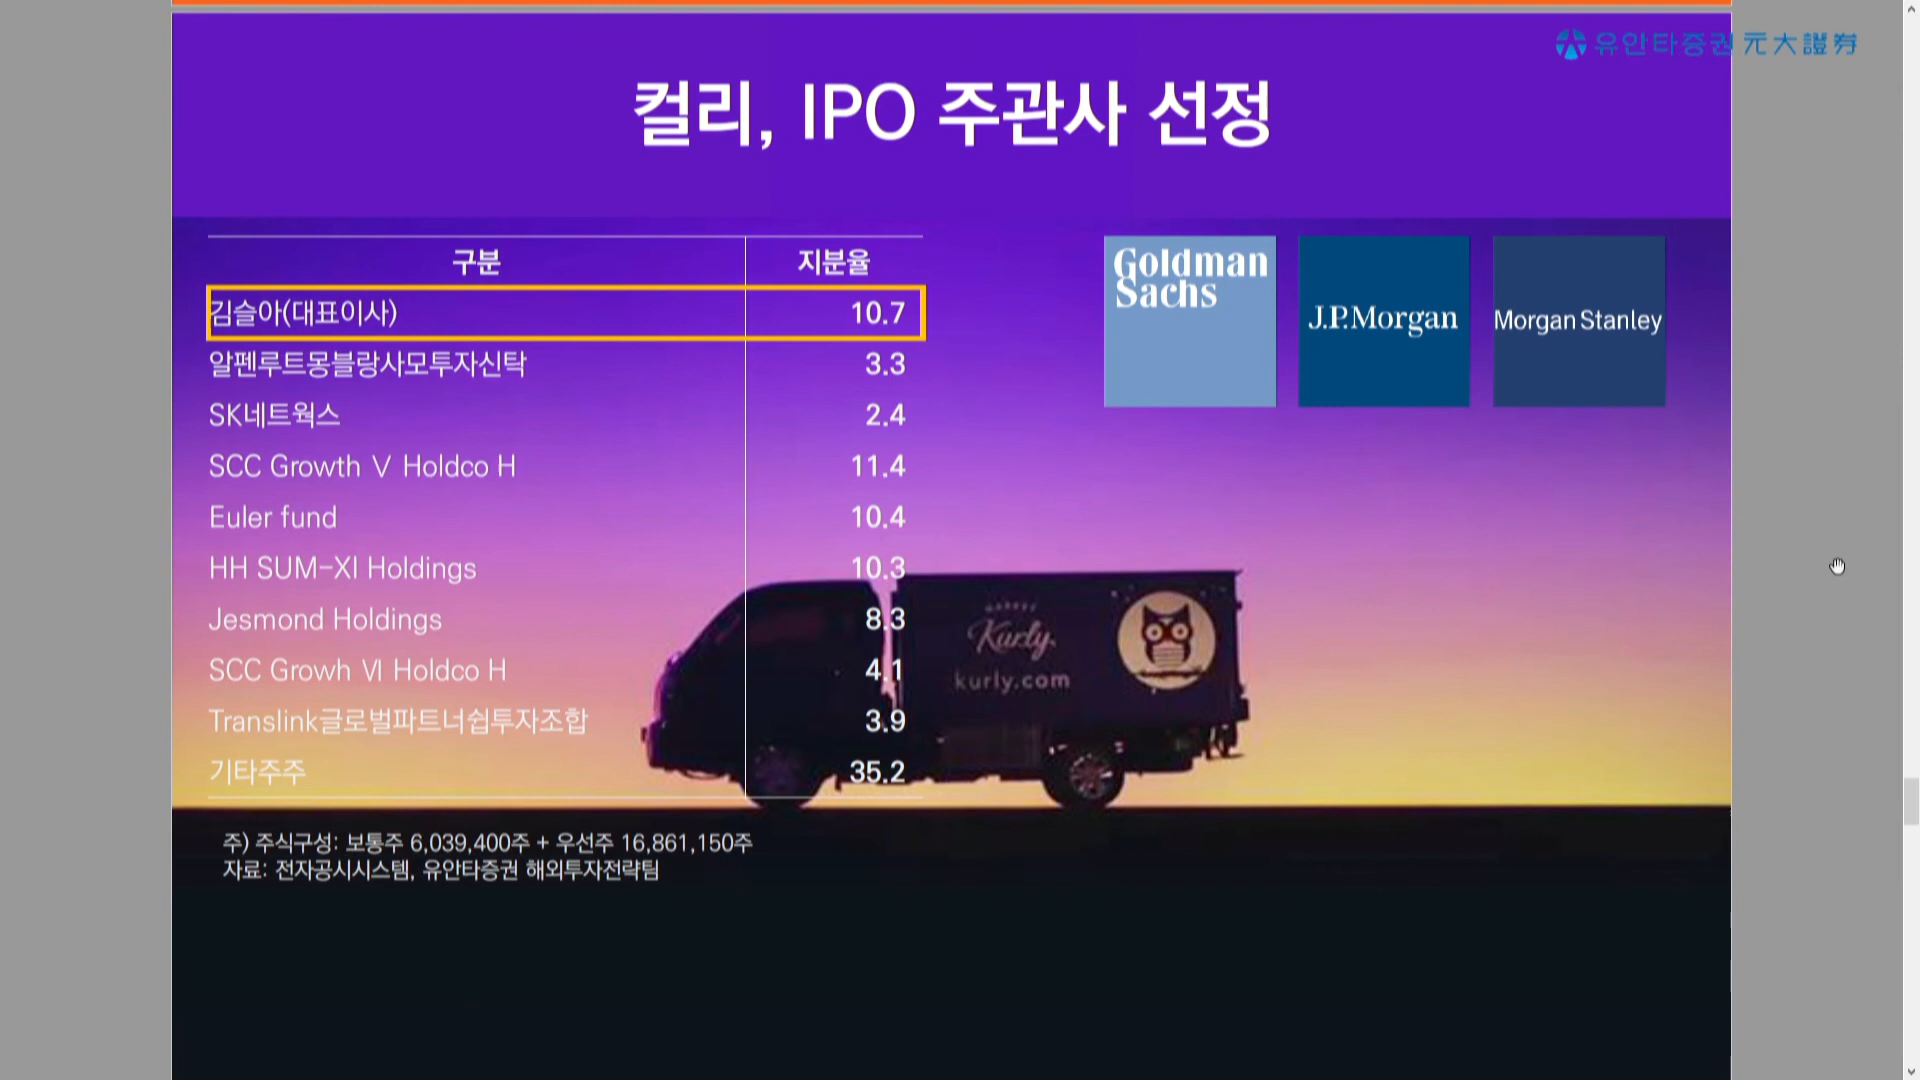 유안타증권 元大證券
컬리, IPO 주관사 선정
구분 지분율
김슬아(대표이사) 10.7
알펜루트몽블랑사모투자신탁 3.3
SK네트웍스 2.4
SCC Growth Ⅴ Holdco H 11.4
Euler fund 10.4
HH SUM-XI Holdings 10.3
Jesmond Holdings 8.3
SCC Growh Ⅵ Holdco H 4.1
Translink글로벌파트너쉽투자조합 3.9
기타주주 35.2
Goldman
Sachs
J.P.Morgan
Morgan Stanley
MARKET
Kurly.
kurly.com
주) 주식구성: 보통주 6,039,400주 + 우선주 16,861,150주
자료: 전자공시시스템, 유안타증권 해외투자전략팀